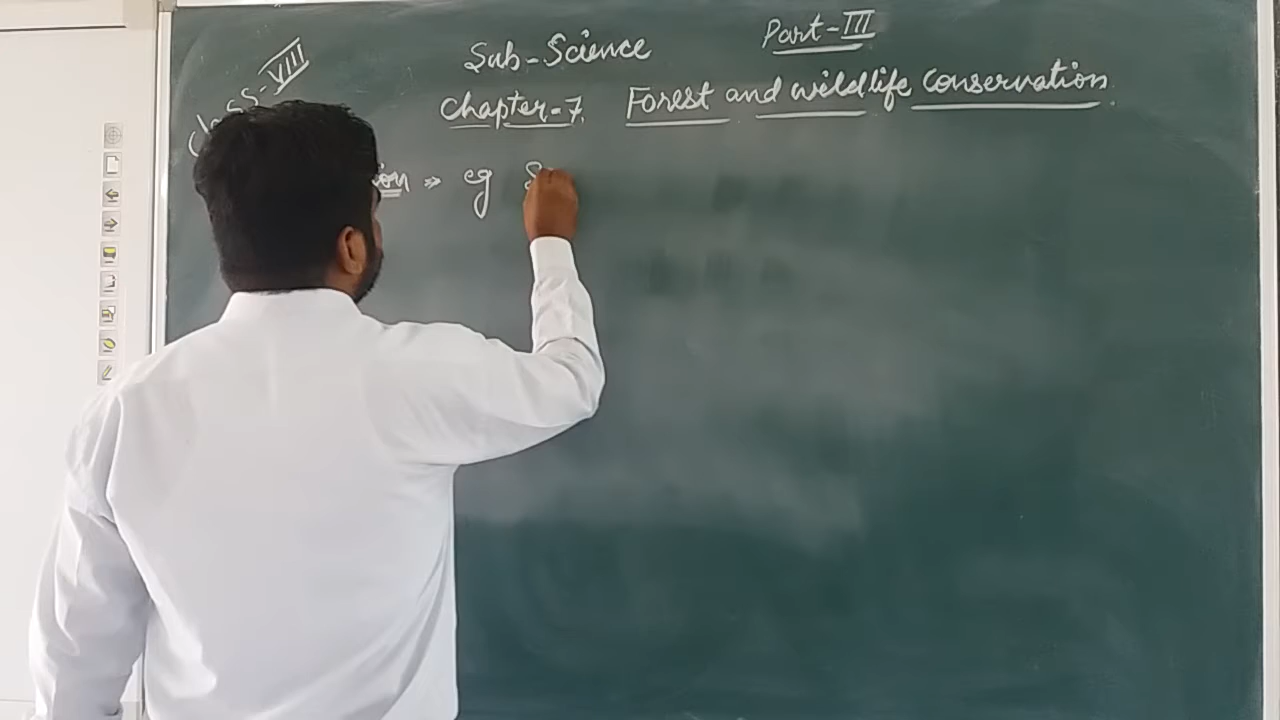 Part-III
Class-VIII
Sub-Science
Chapter-7. Forest and wildlife conservation.
eg